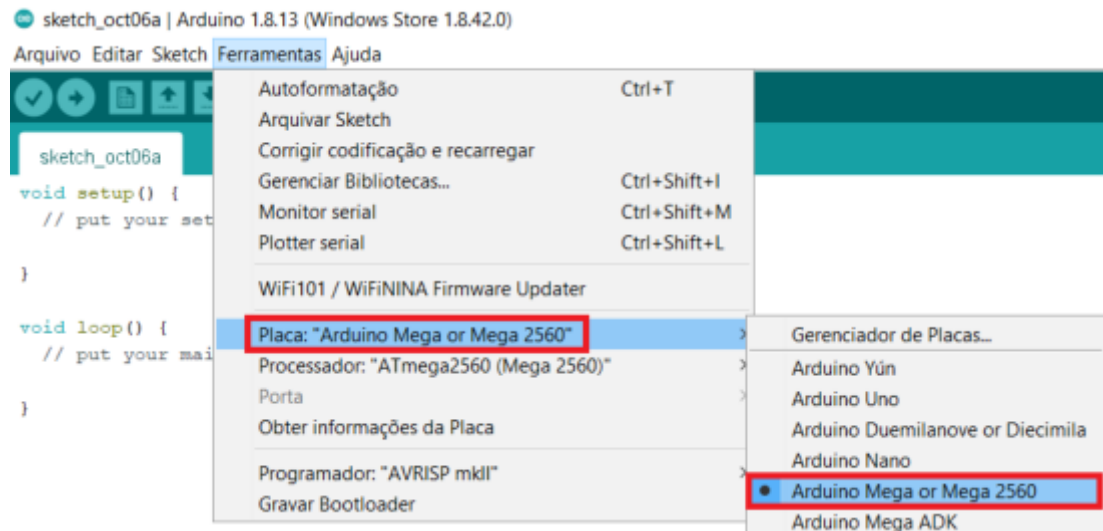 sketch_oct06a | Arduino 1.8.13 (Windows Store 1.8.42.0)
Arquivo Editar Sketch Ferramentas Ajuda
sketch_oct06a
void setup() {
// put your set
}
void loop() {
// put your mai
}
Autoformatação Ctrl+T
Arquivar Sketch
Corrigir codificação e recarregar
Gerenciar Bibliotecas... Ctrl+Shift+I
Monitor serial Ctrl+Shift+M
Plotter serial Ctrl+Shift+L
WiFi101 / WiFiNINA Firmware Updater
Placa: "Arduino Mega or Mega 2560"
Processador: "ATmega2560 (Mega 2560)"
Porta
Obter informações da Placa
Programador: "AVRISP mkII"
Gravar Bootloader
Gerenciador de Placas...
Arduino Yún
Arduino Uno
Arduino Duemilanove or Diecimila
Arduino Nano
Arduino Mega or Mega 2560
Arduino Mega ADK